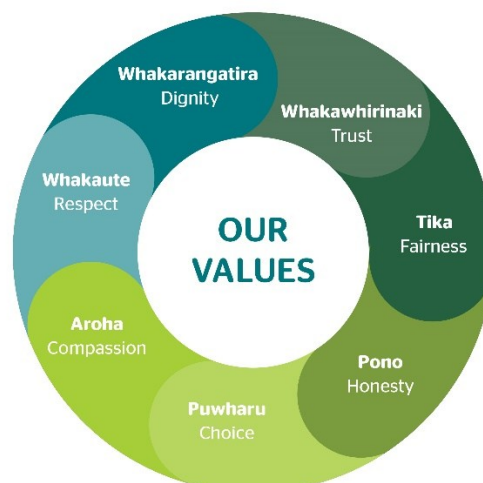 OUR
VALUES
Whakarangatira
Dignity
Whakawhirinaki
Trust
Tika
Fairness
Pono
Honesty
Puwharu
Choice
Aroha
Compassion
Whakaute
Respect